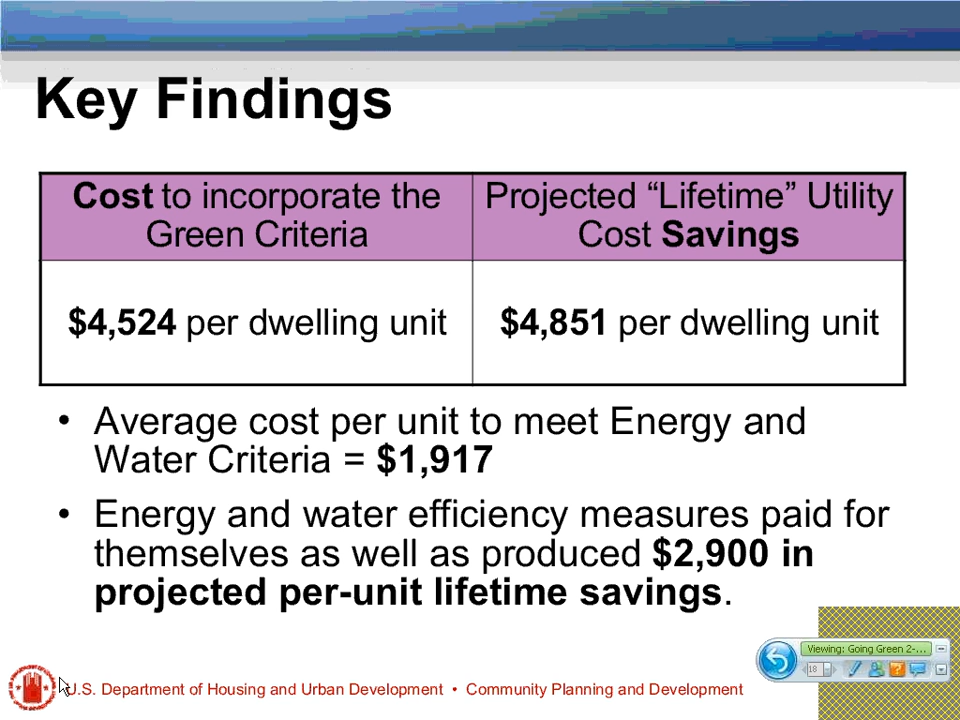 Key Findings
Cost to incorporate the
Green Criteria
Projected “Lifetime” Utility
Cost Savings
$4,524 per dwelling unit
$4,851 per dwelling unit
• Average cost per unit to meet Energy and
Water Criteria = $1,917
• Energy and water efficiency measures paid for
themselves as well as produced $2,900 in
projected per-unit lifetime savings.
Viewing: Going Green 2-...
18
U.S. Department of Housing and Urban Development • Community Planning and Development